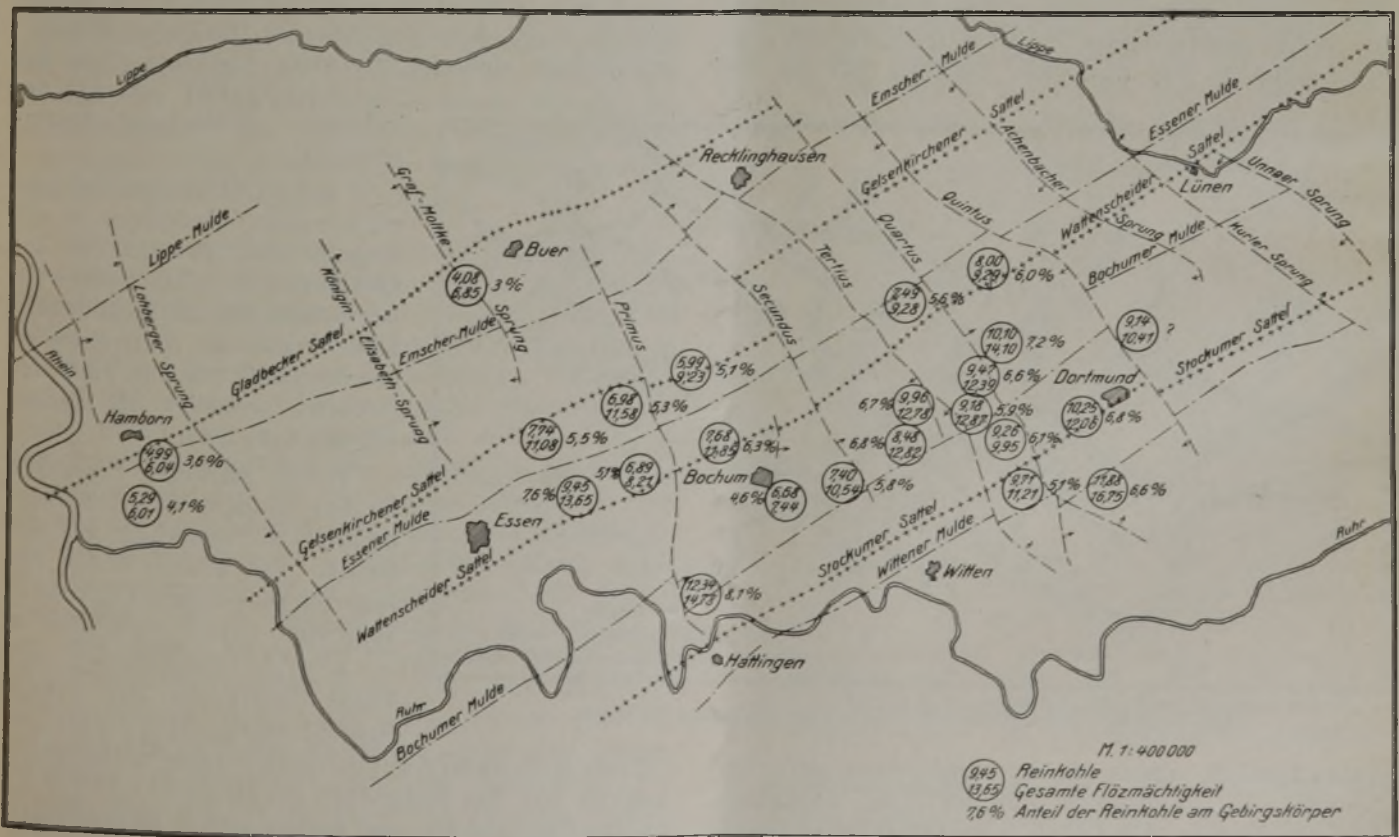 Lippe
Lippe
Emscher Mulde
Sattel
Gelsenkirchener
Essener Mulde
Achenbacher
Sprung
Sattel
Wattenscheider
Lünen
Unnaer Sprung
Kurler Sprung
Bochumer Mulde
Recklinghausen
Quintus
Quartus
Tertius
Secundus
Primus
Graf-Moltke
Sprung
Buer
Lippe-Mulde
Lohberger Sprung
Königin
Elisabeth Sprung
Rhein
Gladbecker Sattel
Emscher-Mulde
4,08
6,85
3 %
8,00
9,29
6,0 %
7,49
9,28
5,6 %
10,10
14,10
7,2 %
9,14
10,41
?
Stockumer Sattel
5,99
9,23
5,1 %
9,47
12,39
6,6 %
Dortmund
6,98
11,58
5,3 %
6,7 %
9,96
12,78
9,18
12,87
5,9 %
10,25
12,06
6,8 %
Hamborn
4,99
6,04
3,6 %
7,74
11,08
5,5 %
7,68
6,3 %
6,8 %
8,48
12,82
9,26
9,95
6,1 %
5,29
6,01
4,1 %
Gelsenkirchener Sattel
7,6 %
9,45
13,65
6,89
8,21
Bochum
4,6 %
6,68
7,44
7,40
10,54
5,8 %
9,71
11,21
5,1 %
11,88
16,75
6,6 %
Essener Mulde
Essen
Wattenscheider Sattel
Stockumer Sattel
Wittener Mulde
Witten
Ruhr
12,34
14,73
8,1 %
Hattingen
Ruhr
Bochumer Mulde
M. 1:400 000
9,45
13,65
Reinkohle
Gesamte Flözmächtigkeit
7,6 % Anteil der Reinkohle am Gebirgskörper